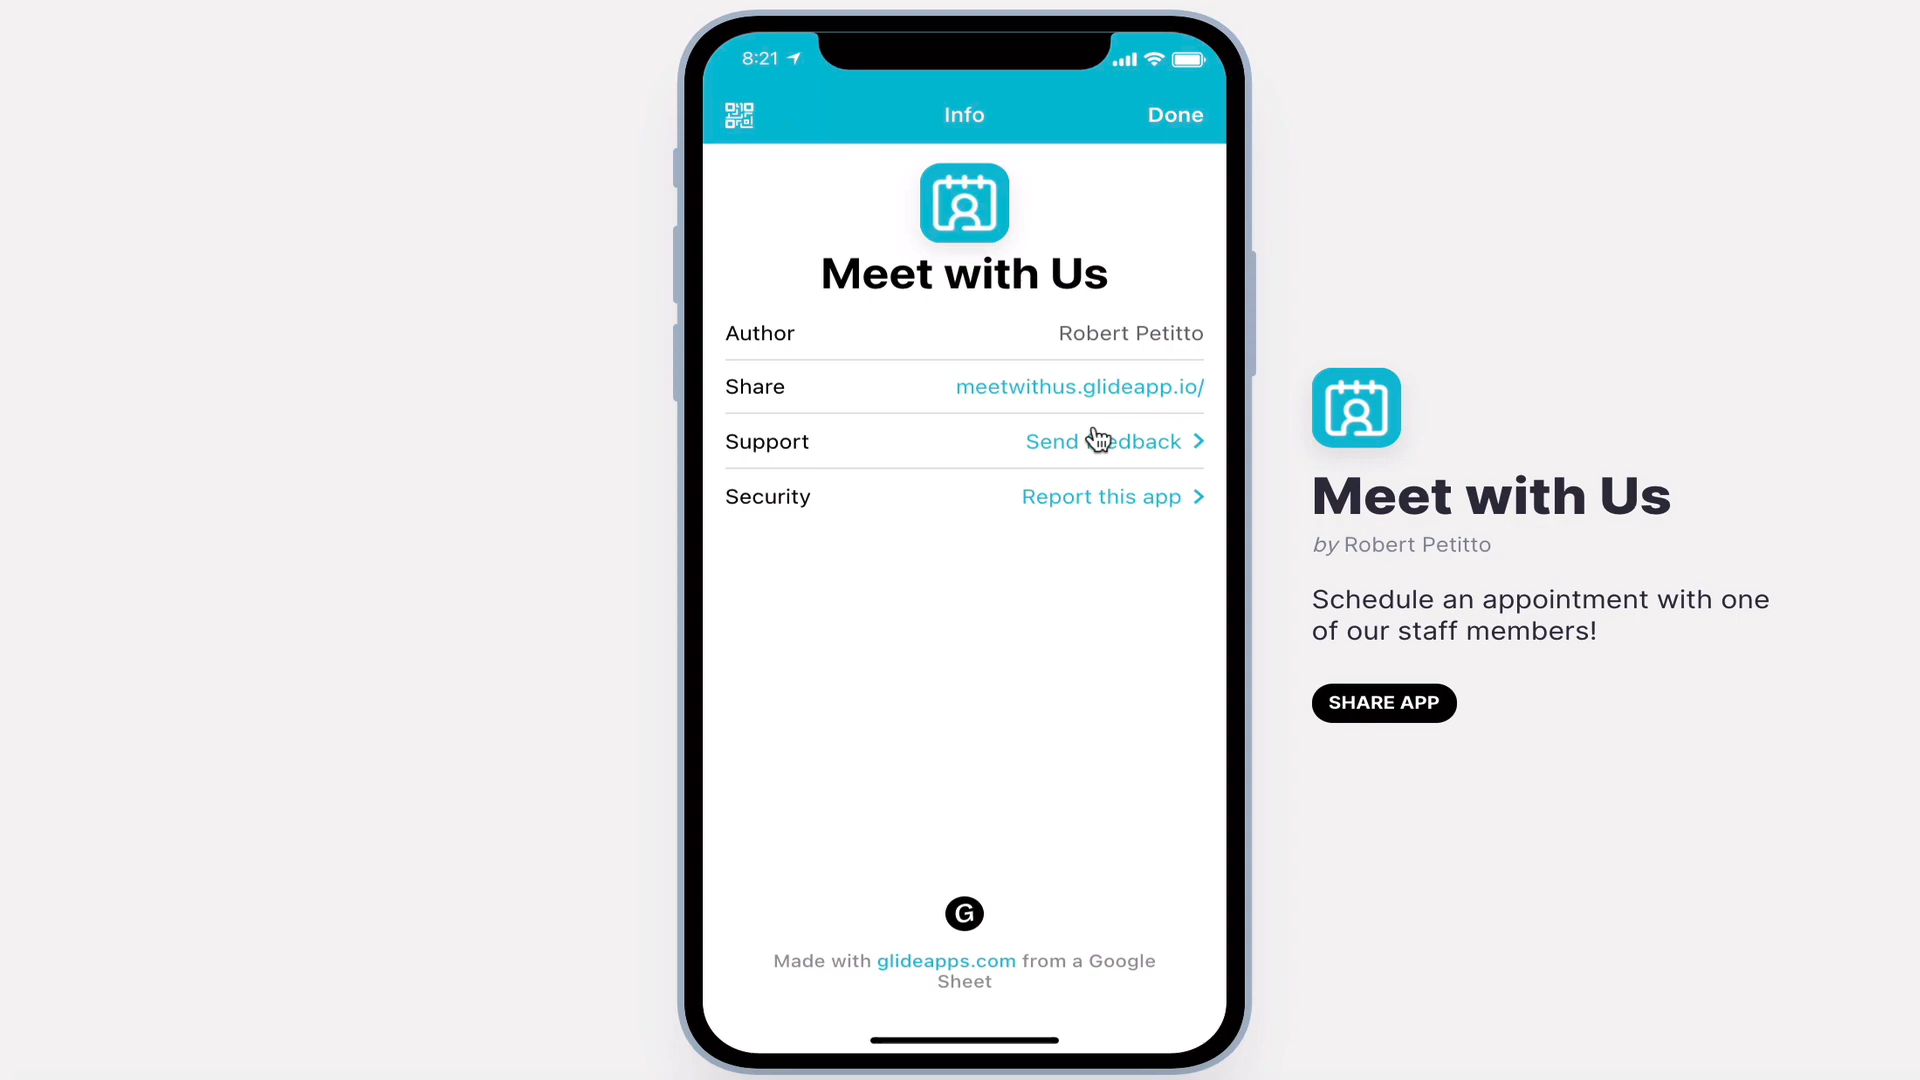 8:21
Info
Done
Meet with Us
Author
Robert Petitto
Share
meetwithus.glideapp.io/
Support
Send
Security
Report this app
G
Made with glideapps.com from a Google
Sheet
Meet with Us
by Robert Petitto
Schedule an appointment with one
of our staff members!
SHARE APP